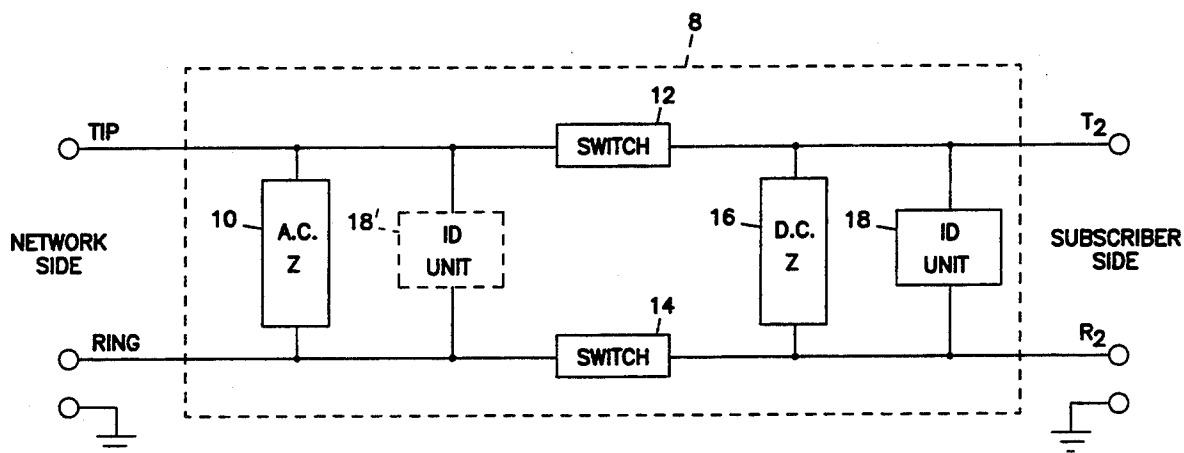 8
TIP
12
SWITCH
T2
10
A.C.
Z
18'
ID
UNIT
16
D.C.
Z
18
ID
UNIT
NETWORK
SIDE
SUBSCRIBER
SIDE
RING
14
SWITCH
R2